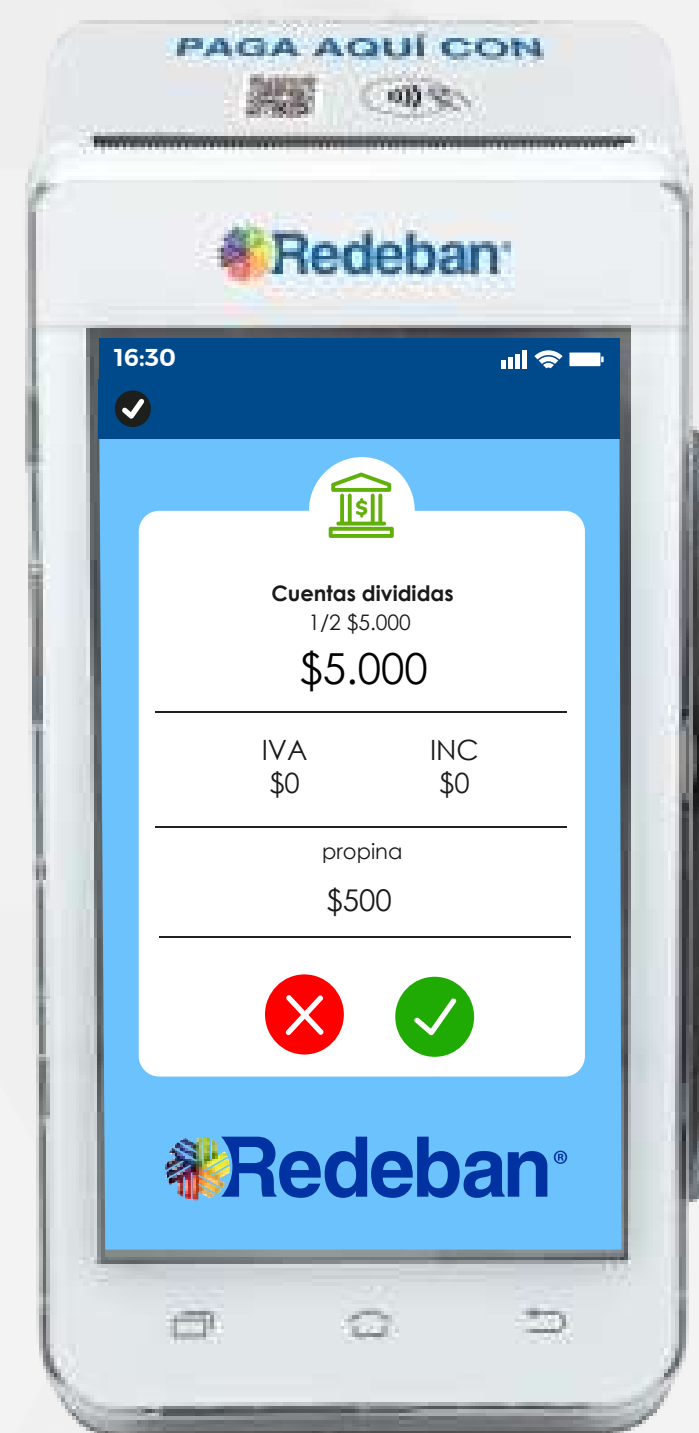 PAGA AQUÍ CON
Redeban
16:30
Cuentas divididas
1/2 $5.000
$5.000
IVA INC
$0 $0
propina
$500
Redeban®